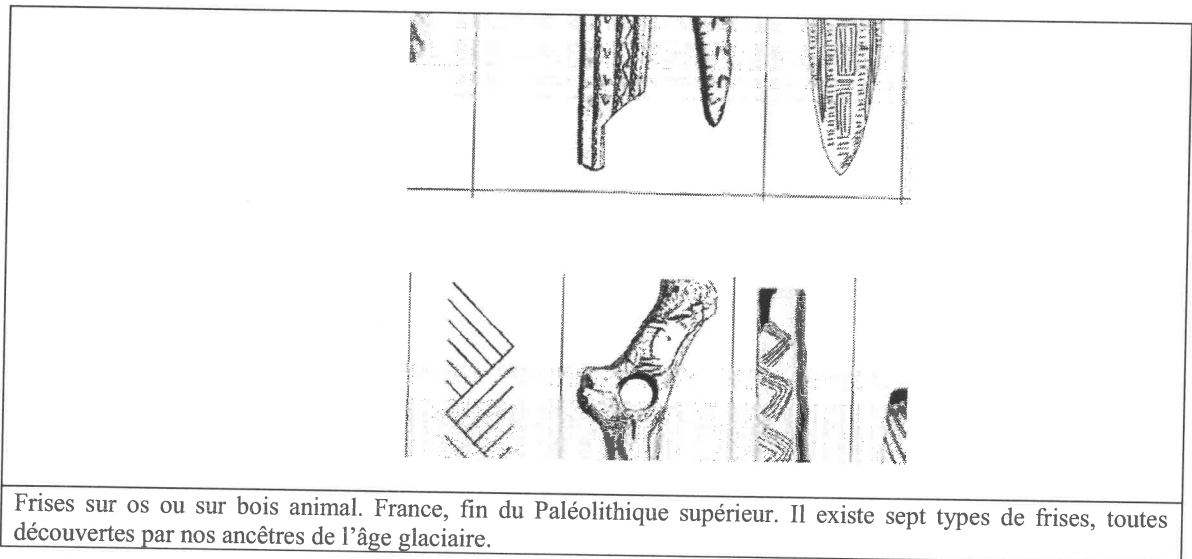 Frises sur os ou sur bois animal. France, fin du Paléolithique supérieur. Il existe sept types de frises, toutes
découvertes par nos ancêtres de l'âge glaciaire.